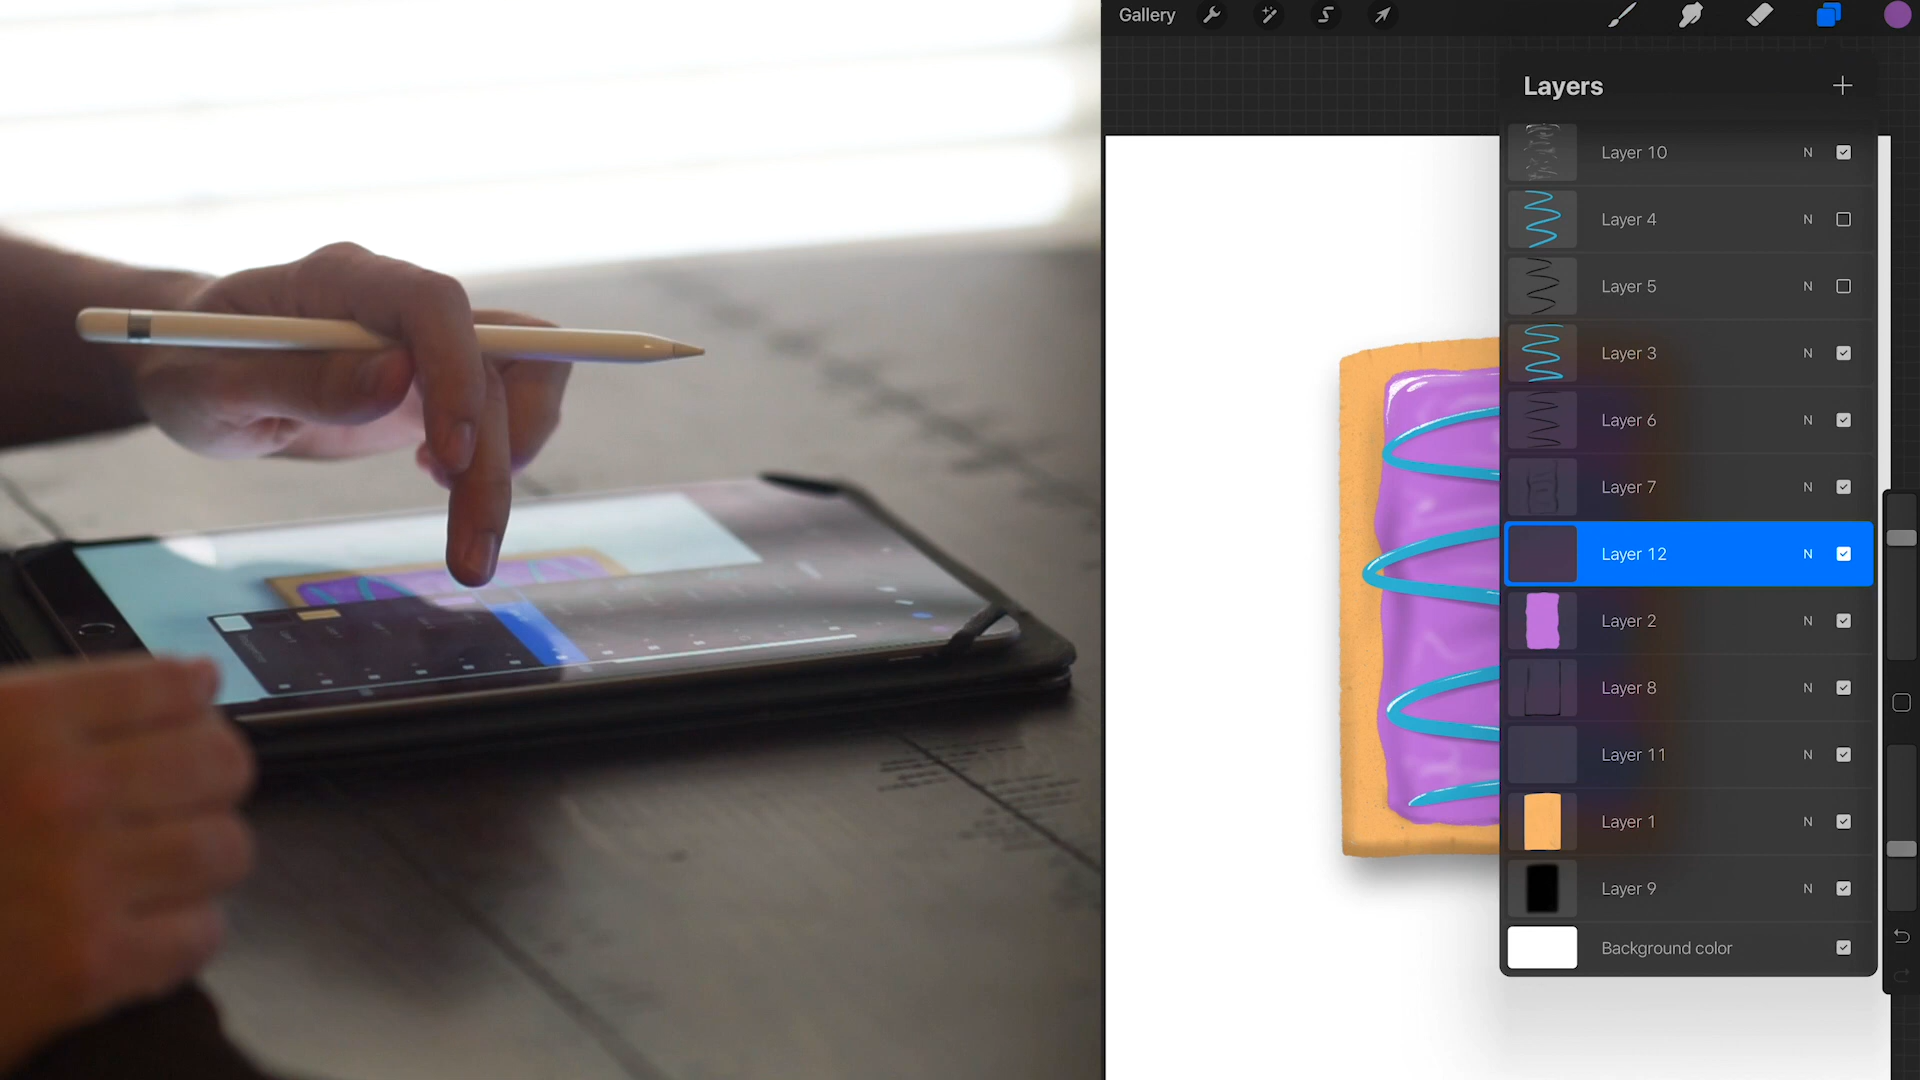 Gallery
Layers
Layer 10 N
Layer 4 N
Layer 5 N
Layer 3 N
Layer 6 N
Layer 7 N
Layer 12 N
Layer 2 N
Layer 8 N
Layer 11 N
Layer 1 N
Layer 9 N
Background color